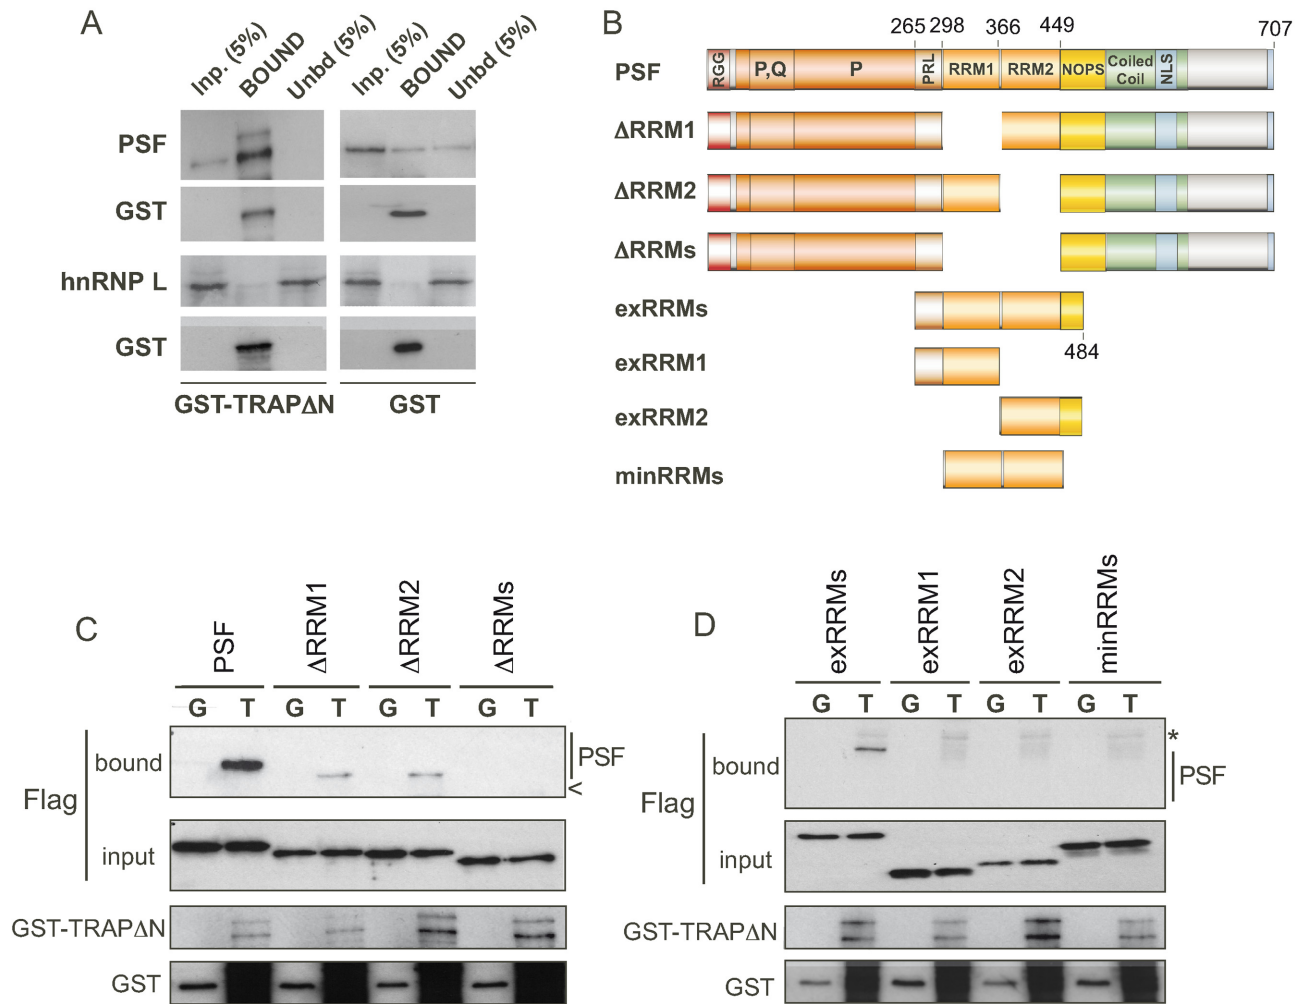 A
Inp. (5%)
BOUND
Unbd (5%)
Inp. (5%)
BOUND
Unbd (5%)
PSF
GST
hnRNP L
GST
GST-TRAPΔN
GST
B
265 298 366 449 707
PSF
RGG
P,Q
P
PRL
RRM1
RRM2
NOPS
Coiled
Coil
NLS
ΔRRM1
ΔRRM2
ΔRRMs
exRRMs
484
exRRM1
exRRM2
minRRMs
C
PSF
ΔRRM1
ΔRRM2
ΔRRMs
G T G T G T G T
Flag
bound
PSF
<
input
GST-TRAPΔN
GST
D
exRRMs
exRRM1
exRRM2
minRRMs
G T G T G T G T
Flag
bound
*
PSF
input
GST-TRAPΔN
GST